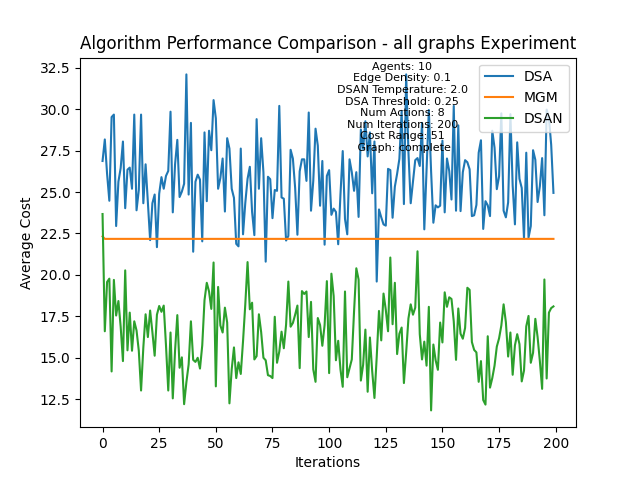 Algorithm Performance Comparison - all graphs Experiment
Agents: 10
Edge Density: 0.1
DSAN Temperature: 2.0
DSA Threshold: 0.25
Num Actions: 8
Num Iterations: 200
Cost Range: 51
Graph: complete
DSA
MGM
DSAN
Average Cost
32.5
30.0
27.5
25.0
22.5
20.0
17.5
15.0
12.5
0 25 50 75 100 125 150 175 200
Iterations